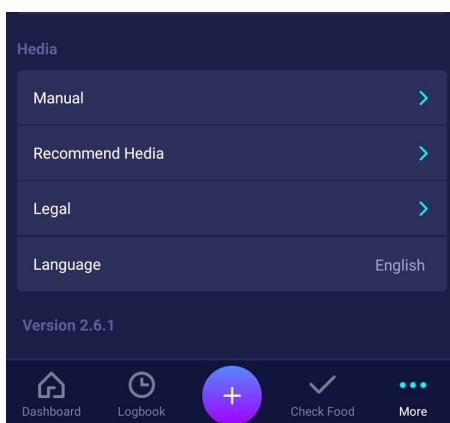 Hedia
Manual
Recommend Hedia
Legal
Language English
Version 2.6.1
Dashboard Logbook + Check Food More